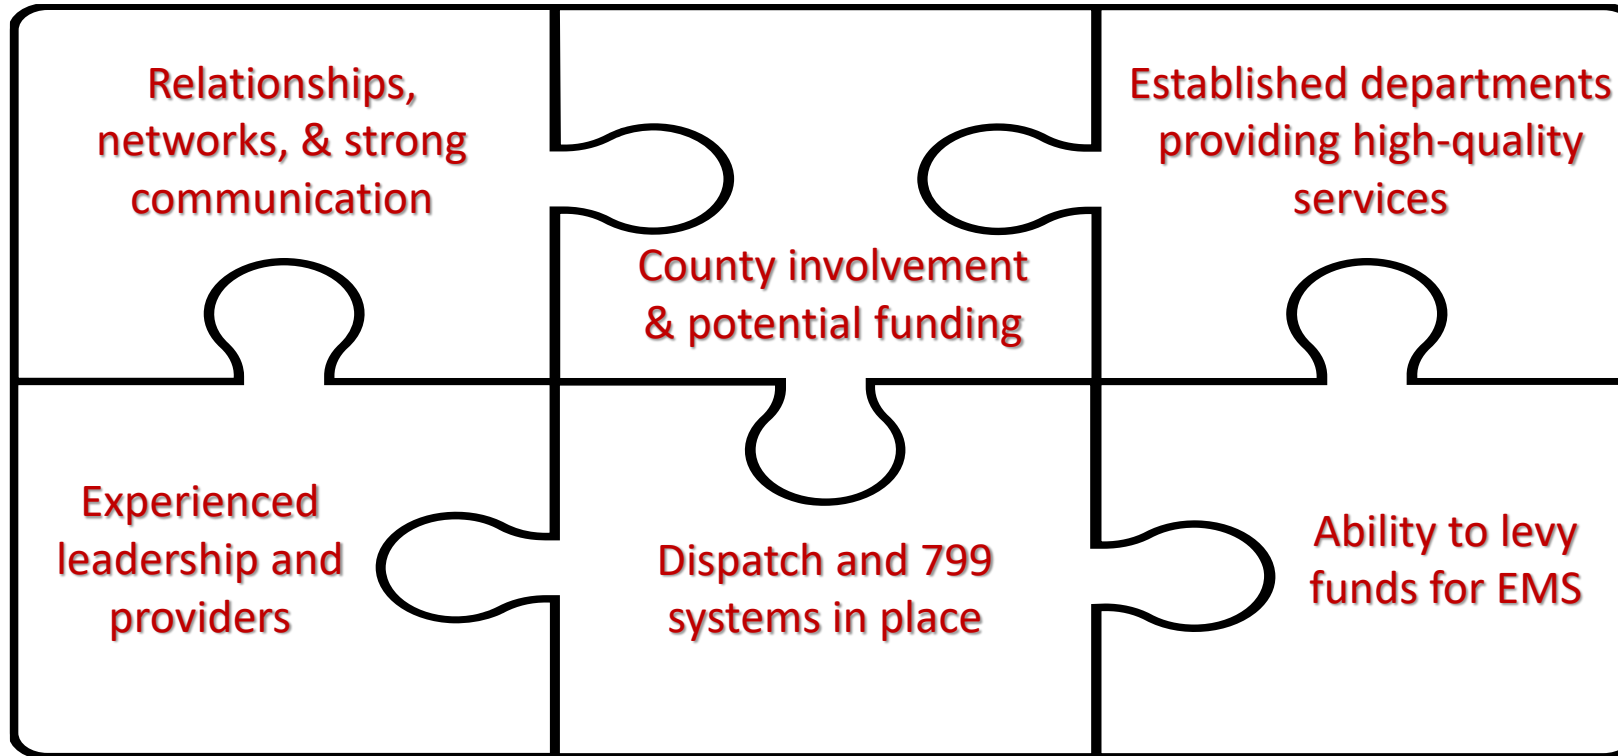 Relationships,
networks, & strong
communication
County involvement
& potential funding
Established departments
providing high-quality
services
Experienced
leadership and
providers
Dispatch and 799
systems in place
Ability to levy
funds for EMS